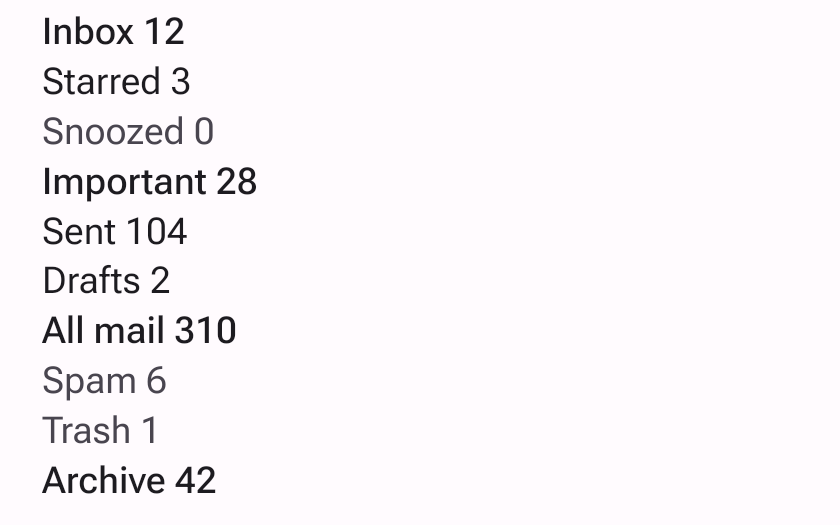 Inbox 12
Starred 3
Snoozed 0
Important 28
Sent 104
Drafts 2
All mail 310
Spam 6
Trash 1
Archive 42